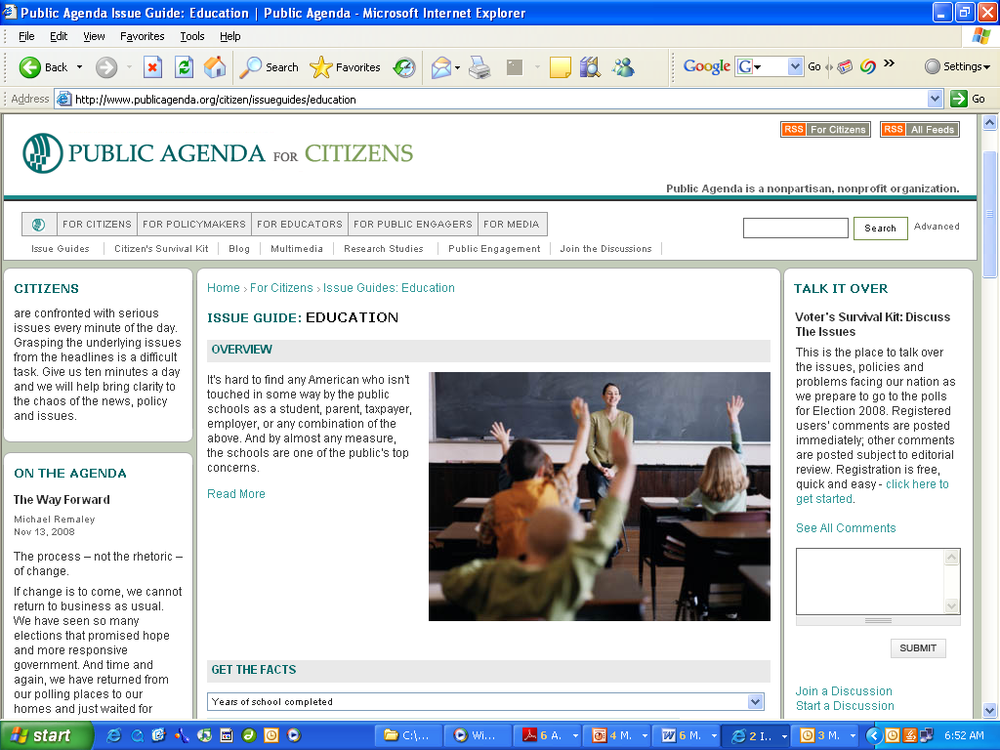 Public Agenda Issue Guide: Education | Public Agenda - Microsoft Internet Explorer
File Edit View Favorites Tools Help
Back Search Favorites Google G Go » Settings
Address http://www.publicagenda.org/citizen/issueguides/education Go
RSS For Citizens RSS All Feeds
PUBLIC AGENDA FOR CITIZENS
Public Agenda is a nonpartisan, nonprofit organization.
FOR CITIZENS FOR POLICYMAKERS FOR EDUCATORS FOR PUBLIC ENGAGERS FOR MEDIA
Search Advanced
Issue Guides Citizen's Survival Kit Blog Multimedia Research Studies Public Engagement Join the Discussions
CITIZENS
are confronted with serious
issues every minute of the day.
Grasping the underlying issues
from the headlines is a difficult
task. Give us ten minutes a day
and we will help bring clarity to
the chaos of the news, policy
and issues.
ON THE AGENDA
The Way Forward
Michael Remaley
Nov 13, 2008
The process – not the rhetoric –
of change.
If change is to come, we cannot
return to business as usual.
We have seen so many
elections that promised hope
and more responsive
government. And time and
again, we have returned from
our polling places to our
homes and just waited for
Home › For Citizens › Issue Guides: Education
ISSUE GUIDE: EDUCATION
OVERVIEW
It's hard to find any American who isn't
touched in some way by the public
schools as a student, parent, taxpayer,
employer, or any combination of the
above. And by almost any measure,
the schools are one of the public's top
concerns.
Read More
GET THE FACTS
Years of school completed
TALK IT OVER
Voter's Survival Kit: Discuss
The Issues
This is the place to talk over
the issues, policies and
problems facing our nation as
we prepare to go to the polls
for Election 2008. Registered
users' comments are posted
immediately; other comments
are posted subject to editorial
review. Registration is free,
quick and easy - click here to
get started.
See All Comments
SUBMIT
Join a Discussion
Start a Discussion
start C:\... Wi... 6 A. 4 M. 6 M. 2 I.. 3 M. 6:52 AM